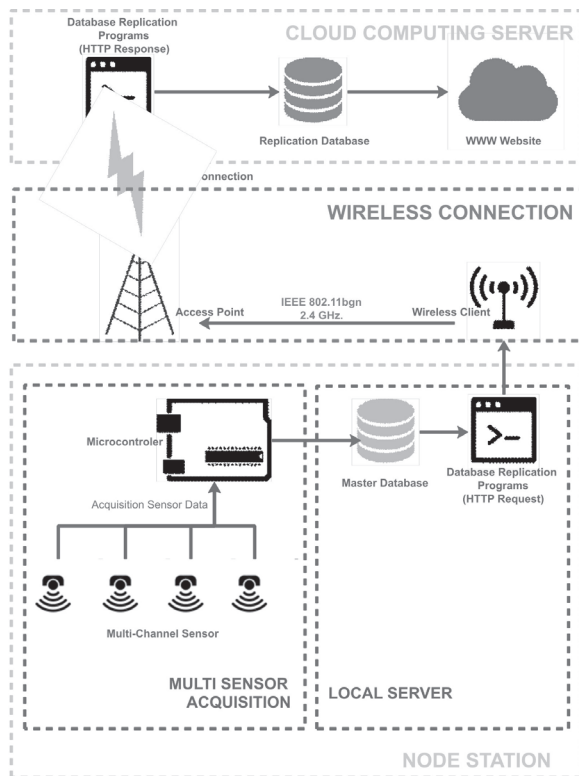 Database Replication
Programs
(HTTP Response)
CLOUD COMPUTING SERVER
Replication Database
WWW Website
onnection
WIRELESS CONNECTION
IEEE 802.11bgn
2.4 GHz.
Access Point
Wireless Client
Microcontroler
Master Database
Database Replication
Programs
(HTTP Request)
Acquisition Sensor Data
Multi-Channel Sensor
MULTI SENSOR
ACQUISITION
LOCAL SERVER
NODE STATION